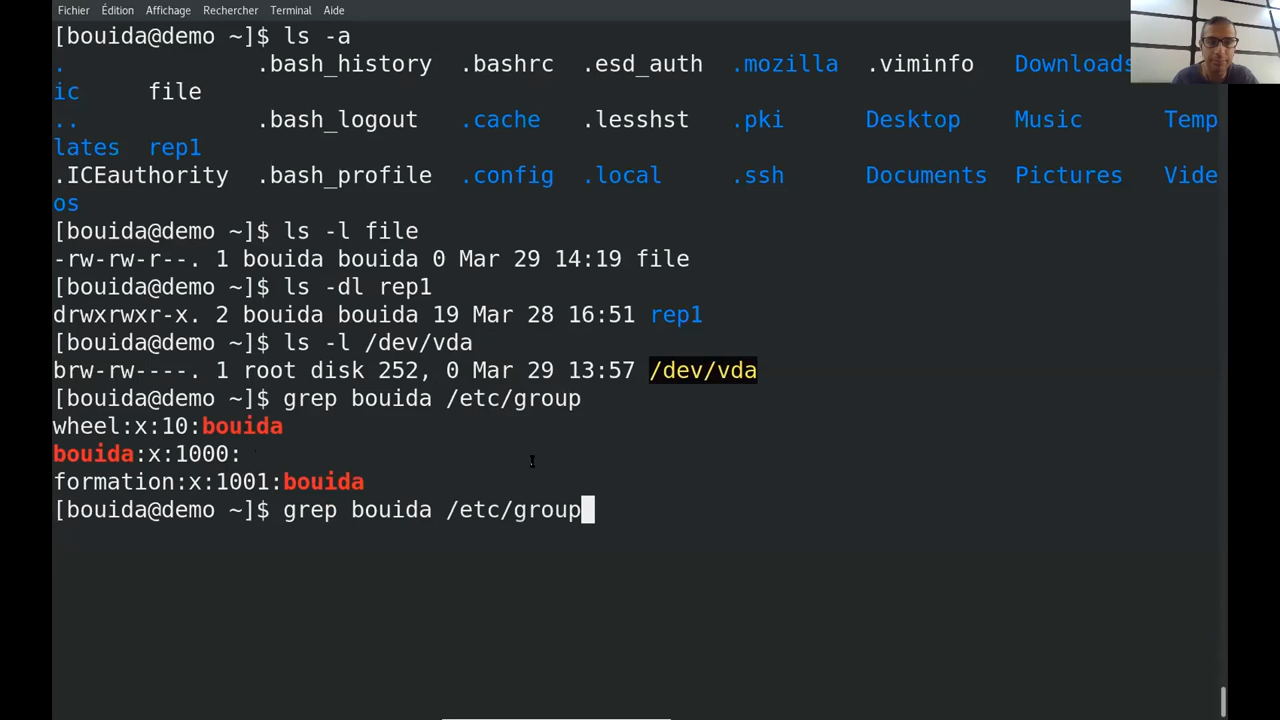 Fichier Édition Affichage Rechercher Terminal Aide
[bouida@demo ~]$ ls -a
. .bash_history .bashrc .esd_auth .mozilla .viminfo Downloads
ic file
.. .bash_logout .cache .lesshst .pki Desktop Music Temp
lates rep1
.ICEauthority .bash_profile .config .local .ssh Documents Pictures Vide
os
[bouida@demo ~]$ ls -l file
-rw-rw-r--. 1 bouida bouida 0 Mar 29 14:19 file
[bouida@demo ~]$ ls -dl rep1
drwxrwxr-x. 2 bouida bouida 19 Mar 28 16:51 rep1
[bouida@demo ~]$ ls -l /dev/vda
brw-rw----. 1 root disk 252, 0 Mar 29 13:57 /dev/vda
[bouida@demo ~]$ grep bouida /etc/group
wheel:x:10:bouida
bouida:x:1000:
formation:x:1001:bouida
[bouida@demo ~]$ grep bouida /etc/group